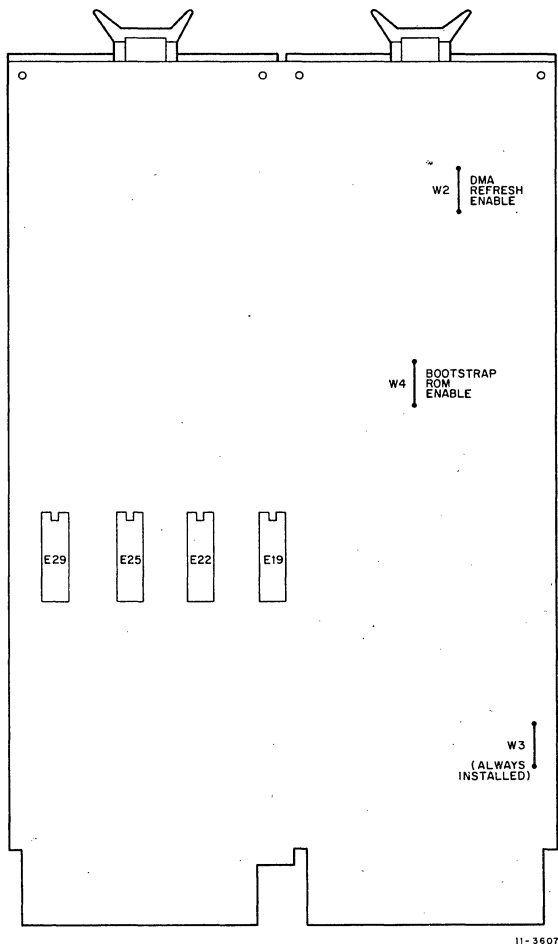 W2
DMA
REFRESH
ENABLE
W4
BOOTSTRAP
ROM
ENABLE
E29
E25
E22
E19
W3
(ALWAYS
INSTALLED)
11-3607